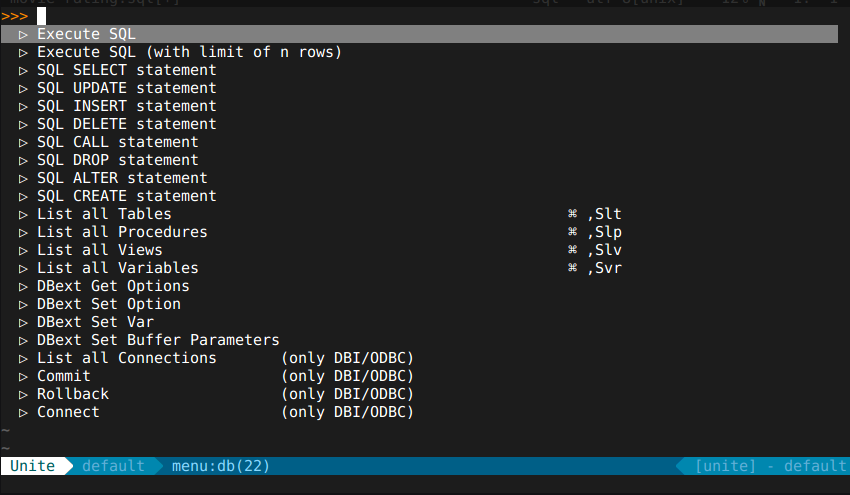 >>>
▷ Execute SQL
▷ Execute SQL (with limit of n rows)
▷ SQL SELECT statement
▷ SQL UPDATE statement
▷ SQL INSERT statement
▷ SQL DELETE statement
▷ SQL CALL statement
▷ SQL DROP statement
▷ SQL ALTER statement
▷ SQL CREATE statement
▷ List all Tables ⌘ ,Slt
▷ List all Procedures ⌘ ,Slp
▷ List all Views ⌘ ,Slv
▷ List all Variables ⌘ ,Svr
▷ DBext Get Options
▷ DBext Set Option
▷ DBext Set Var
▷ DBext Set Buffer Parameters
▷ List all Connections (only DBI/ODBC)
▷ Commit (only DBI/ODBC)
▷ Rollback (only DBI/ODBC)
▷ Connect (only DBI/ODBC)
~
~
Unite default menu:db(22) [unite] - default